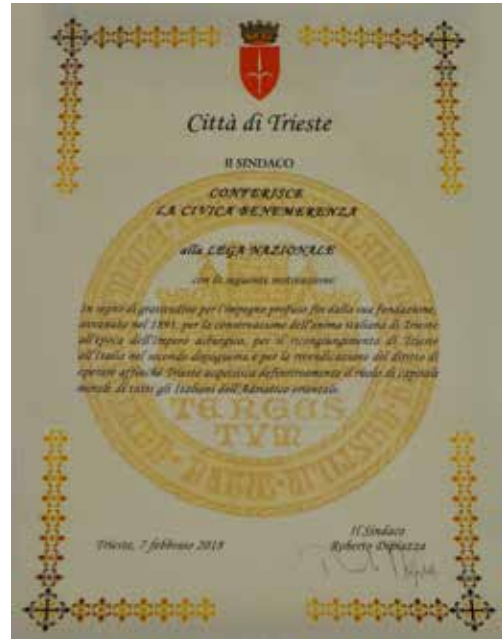 Città di Trieste
Il SINDACO
CONFERISCE
LA CIVICA BENEMERENZA
alla LEGA NAZIONALE
con la seguente motivazione:
In segno di gratitudine per l'impegno profuso fin dalla sua fondazione,
avvenuta nel 1891, per la conservazione dell'anima italiana di Trieste
all'epoca dell'Impero asburgico, per il ricongiungimento di Trieste
all'Italia nel secondo dopoguerra e per la rivendicazione del diritto di
operare affinché Trieste acquisisca definitivamente il ruolo di capitale
morale di tutti gli Italiani dell'Adriatico orientale.
TERGES
TVM
Trieste, 7 febbraio 2018
Il Sindaco
Roberto Dipiazza